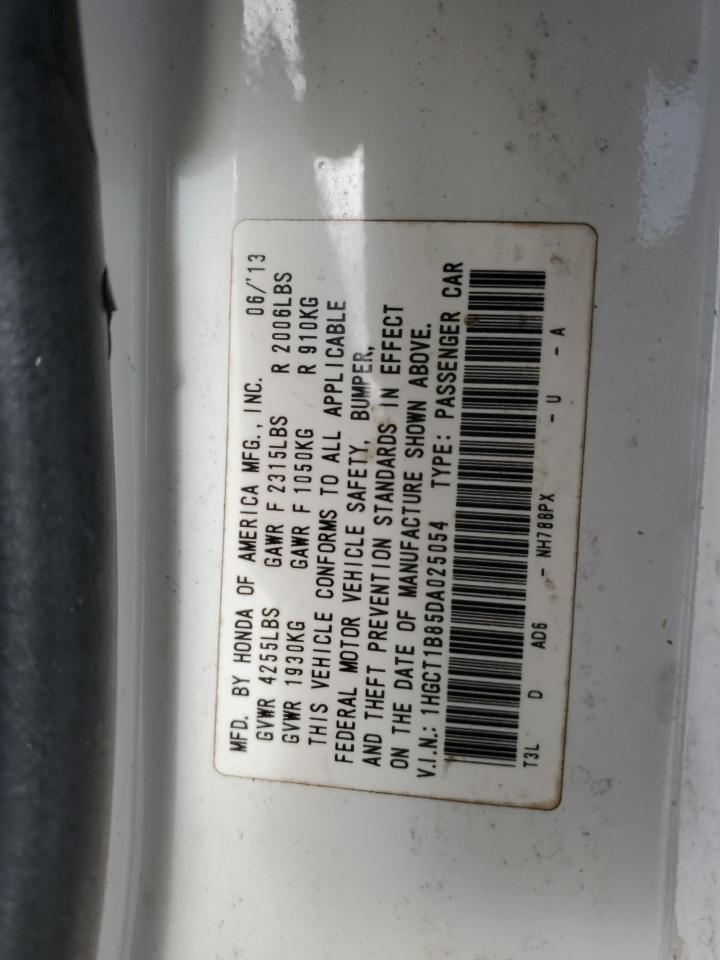 MFD. BY HONDA OF AMERICA MFG., INC. 06/'13
GVWR 4255LBS GAWR F 2315LBS R 2006LBS
GVWR 1930KG GAWR F 1050KG R 910KG
THIS VEHICLE CONFORMS TO ALL APPLICABLE
FEDERAL MOTOR VEHICLE SAFETY, BUMPER,
AND THEFT PREVENTION STANDARDS IN EFFECT
ON THE DATE OF MANUFACTURE SHOWN ABOVE.
V.I.N.: 1HGCT1B85DA025054 TYPE: PASSENGER CAR
T3L D AD6 - NH788PX - U - A